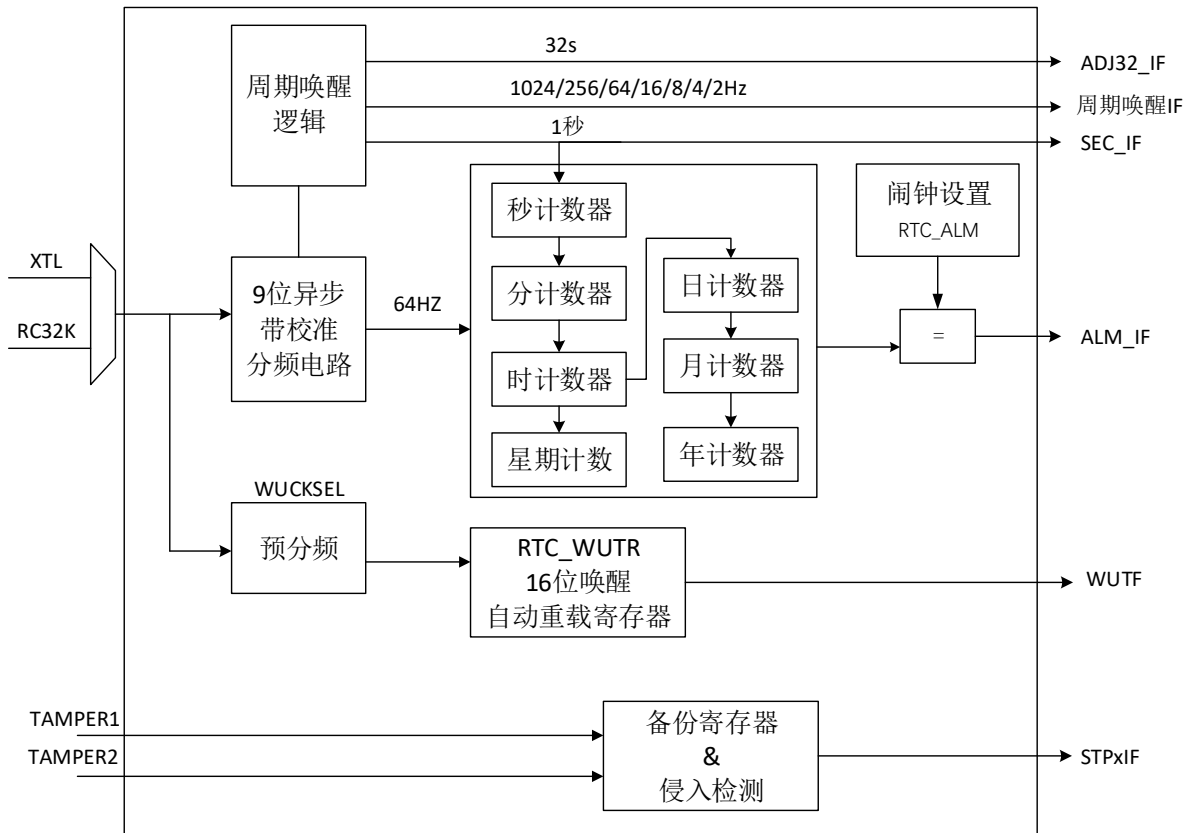 32s
ADJ32_IF
周期唤醒
逻辑
1024/256/64/16/8/4/2Hz
周期唤醒IF
1秒
SEC_IF
秒计数器
闹钟设置
RTC_ALM
XTL
RC32K
9位异步
带校准
分频电路
64HZ
分计数器
日计数器
=
ALM_IF
时计数器
月计数器
星期计数
年计数器
WUCKSEL
预分频
RTC_WUTR
16位唤醒
自动重载寄存器
WUTF
TAMPER1
TAMPER2
备份寄存器
&
侵入检测
STPxIF